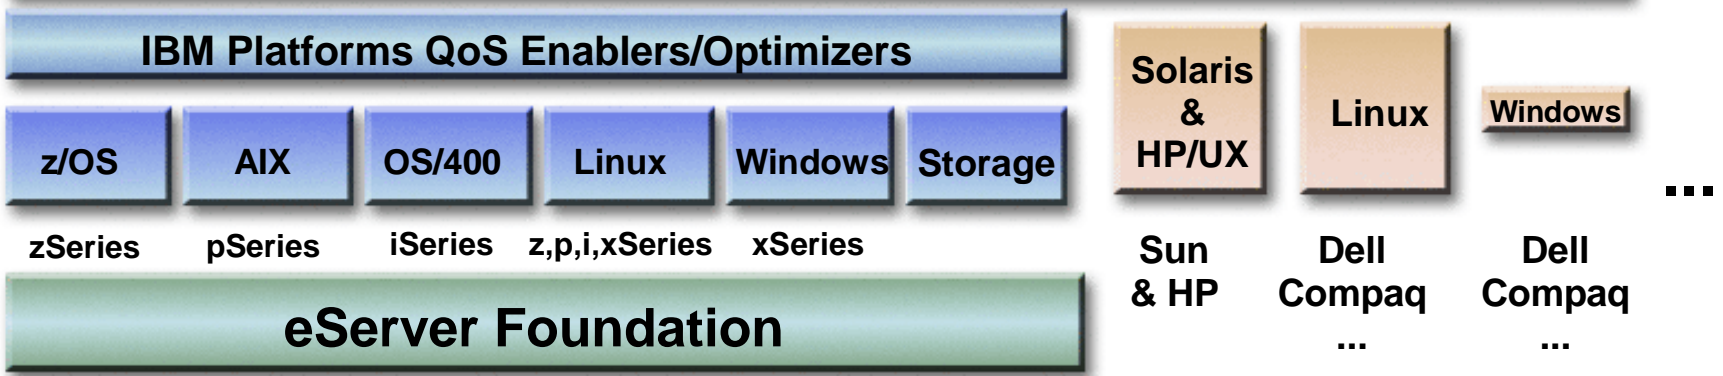 IBM Platforms QoS Enablers/Optimizers
z/OS
AIX
OS/400
Linux
Windows
Storage
zSeries
pSeries
iSeries
z,p,i,xSeries
xSeries
eServer Foundation
Solaris
&
HP/UX
Linux
Windows
...
Sun
& HP
Dell
Compaq
...
Dell
Compaq
...